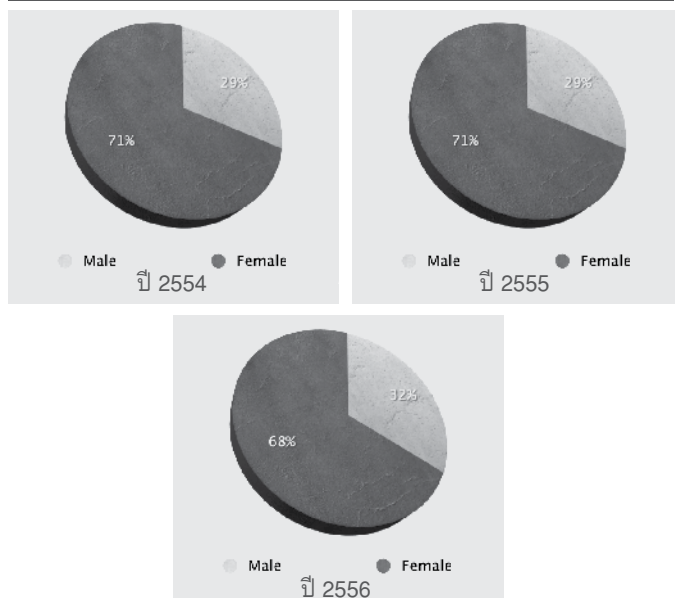 29%
71%
Male Female
ปี 2554
29%
71%
Male Female
ปี 2555
32%
68%
Male Female
ปี 2556